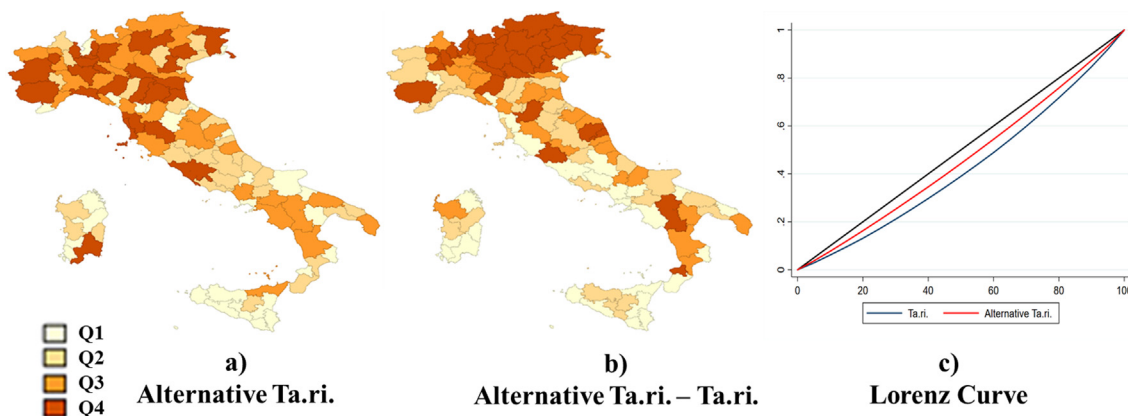 Q1
Q2
Q3
Q4
a)
Alternative Ta.ri.
b)
Alternative Ta.ri. – Ta.ri.
1
.8
.6
.4
.2
0
0 20 40 60 80 100
Ta.ri. Alternative Ta.ri.
c)
Lorenz Curve